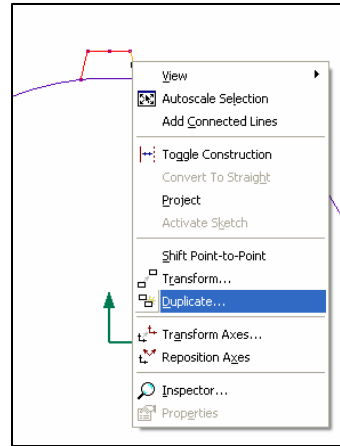 View
Autoscale Selection
Add Connected Lines
Toggle Construction
Convert To Straight
Project
Activate Sketch
Shift Point-to-Point
Transform...
Duplicate...
Transform Axes...
Reposition Axes
Inspector...
Properties